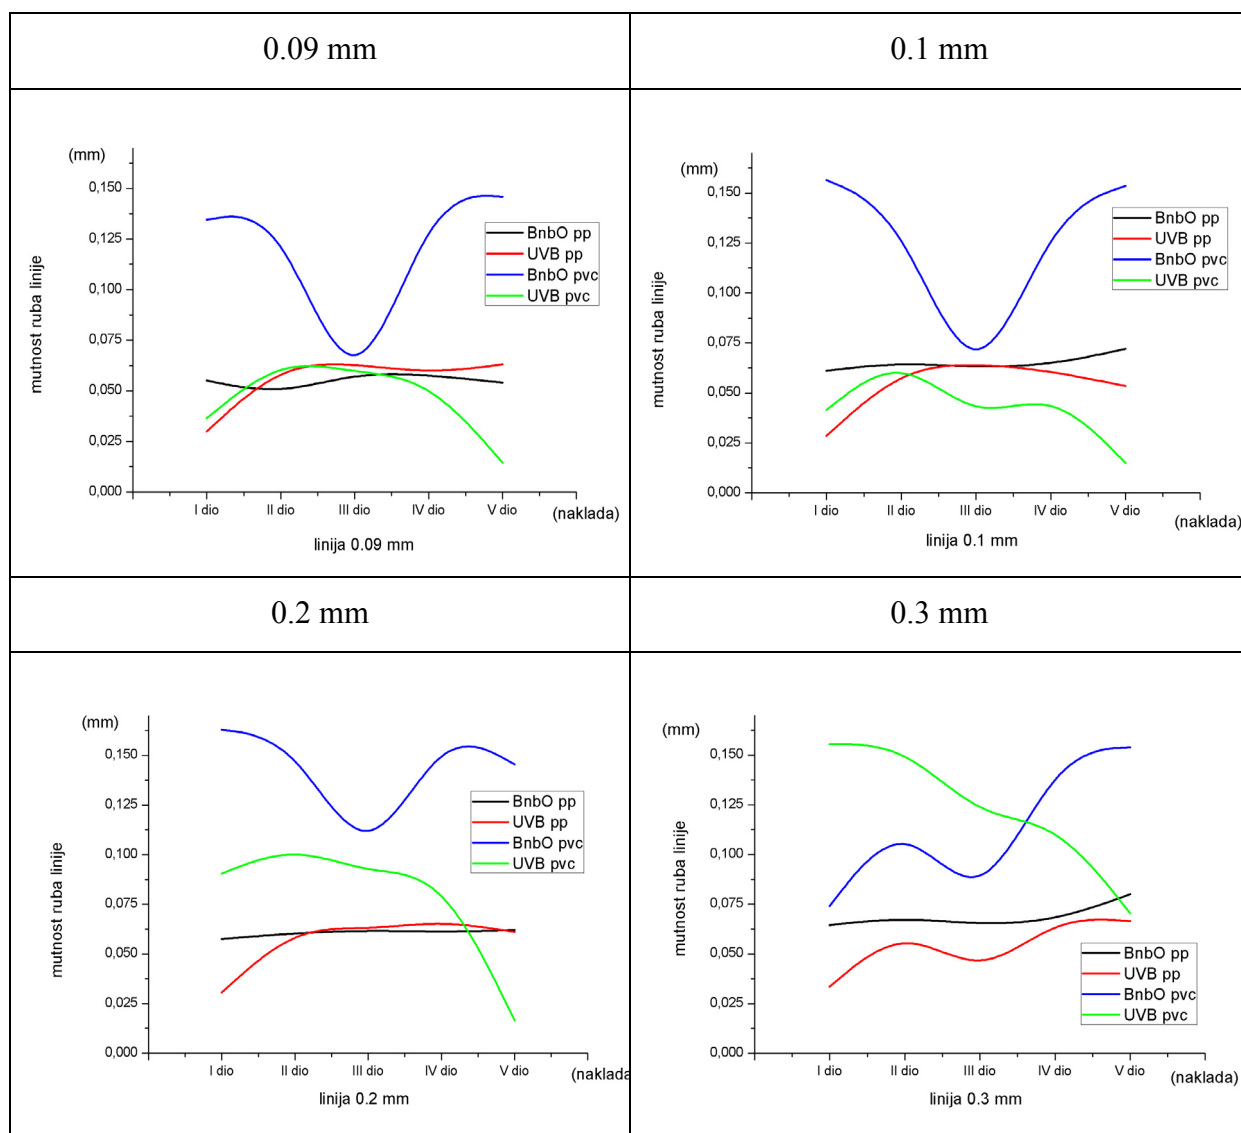 0.09 mm
0.1 mm
(mm)
0,150
0,125
0,100
0,075
0,050
0,025
0,000
mutnost ruba linije
BnbO pp
UVB pp
BnbO pvc
UVB pvc
I dio II dio III dio IV dio V dio
(naklada)
linija 0.09 mm
(mm)
0,150
0,125
0,100
0,075
0,050
0,025
0,000
mutnost ruba linije
BnbO pp
UVB pp
BnbO pvc
UVB pvc
I dio II dio III dio IV dio V dio
(naklada)
linija 0.1 mm
0.2 mm
0.3 mm
(mm)
0,150
0,125
0,100
0,075
0,050
0,025
0,000
mutnost ruba linije
BnbO pp
UVB pp
BnbO pvc
UVB pvc
I dio II dio III dio IV dio V dio
(naklada
linija 0.2 mm
(mm)
0,150
0,125
0,100
0,075
0,050
0,025
0,000
mutnost ruba linije
BnbO pp
UVB pp
BnbO pvc
UVB pvc
I dio II dio III dio IV dio V dio
(naklada)
linija 0.3 mm